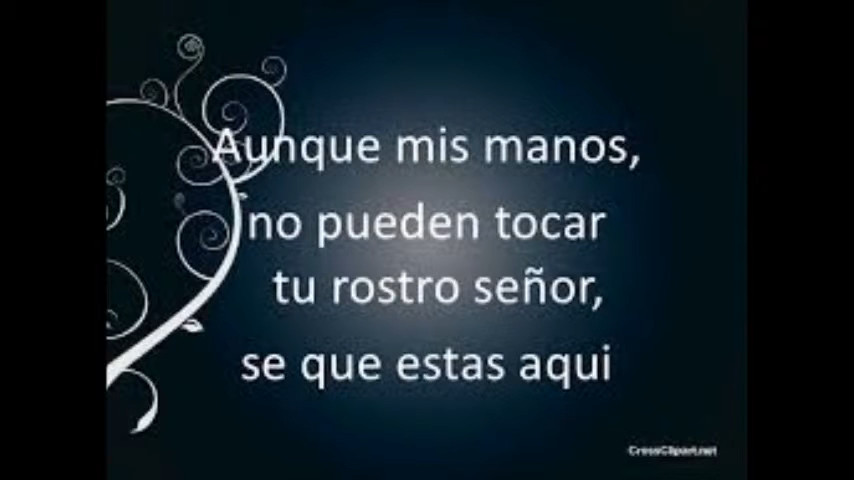 Aunque mis manos,
no pueden tocar
tu rostro señor,
se que estas aqui
CrossClipart.net